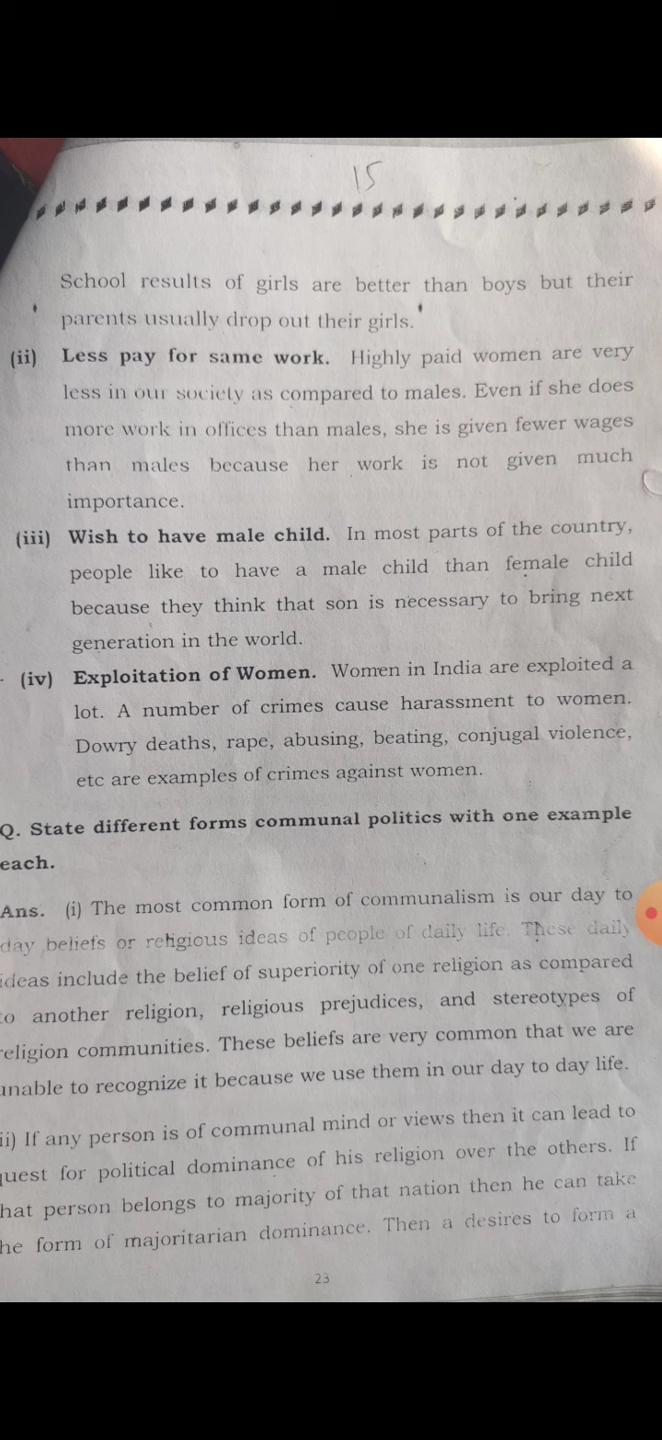 15
School results of girls are better than boys but their
parents usually drop out their girls.
(ii) Less pay for same work. Highly paid women are very
less in our society as compared to males. Even if she does
more work in offices than males, she is given fewer wages
than males because her work is not given much
importance.
(iii) Wish to have male child. In most parts of the country,
people like to have a male child than female child
because they think that son is necessary to bring next
generation in the world.
(iv) Exploitation of Women. Women in India are exploited a
lot. A number of crimes cause harassment to women.
Dowry deaths, rape, abusing, beating, conjugal violence,
etc are examples of crimes against women.
Q. State different forms communal politics with one example
each.
Ans. (i) The most common form of communalism is our day to
day beliefs or religious ideas of people of daily life. These daily
ideas include the belief of superiority of one religion as compared
to another religion, religious prejudices, and stereotypes of
religion communities. These beliefs are very common that we are
unable to recognize it because we use them in our day to day life.
ii) If any person is of communal mind or views then it can lead to
quest for political dominance of his religion over the others. If
that person belongs to majority of that nation then he can take
the form of majoritarian dominance. Then a desires to form a
23